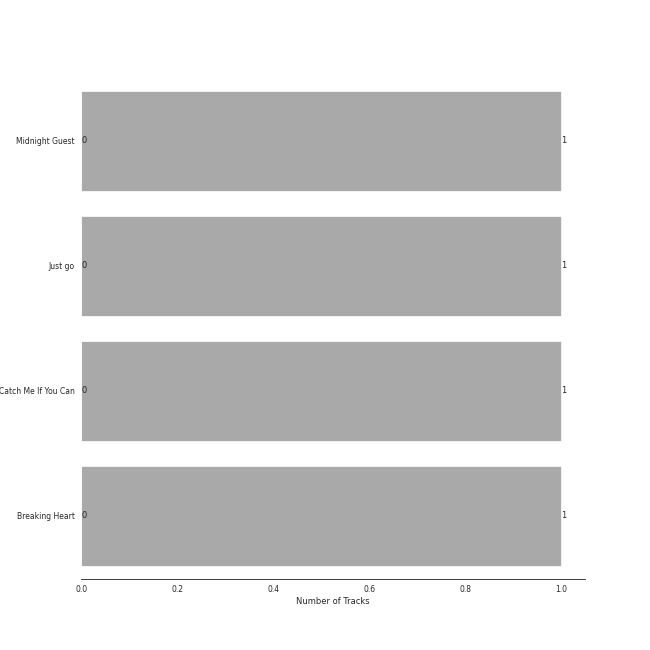 Midnight Guest 0 1
Just go 0 1
Catch Me If You Can 0 1
Breaking Heart 0 1
0.0 0.2 0.4 0.6 0.8 1.0
Number of Tracks